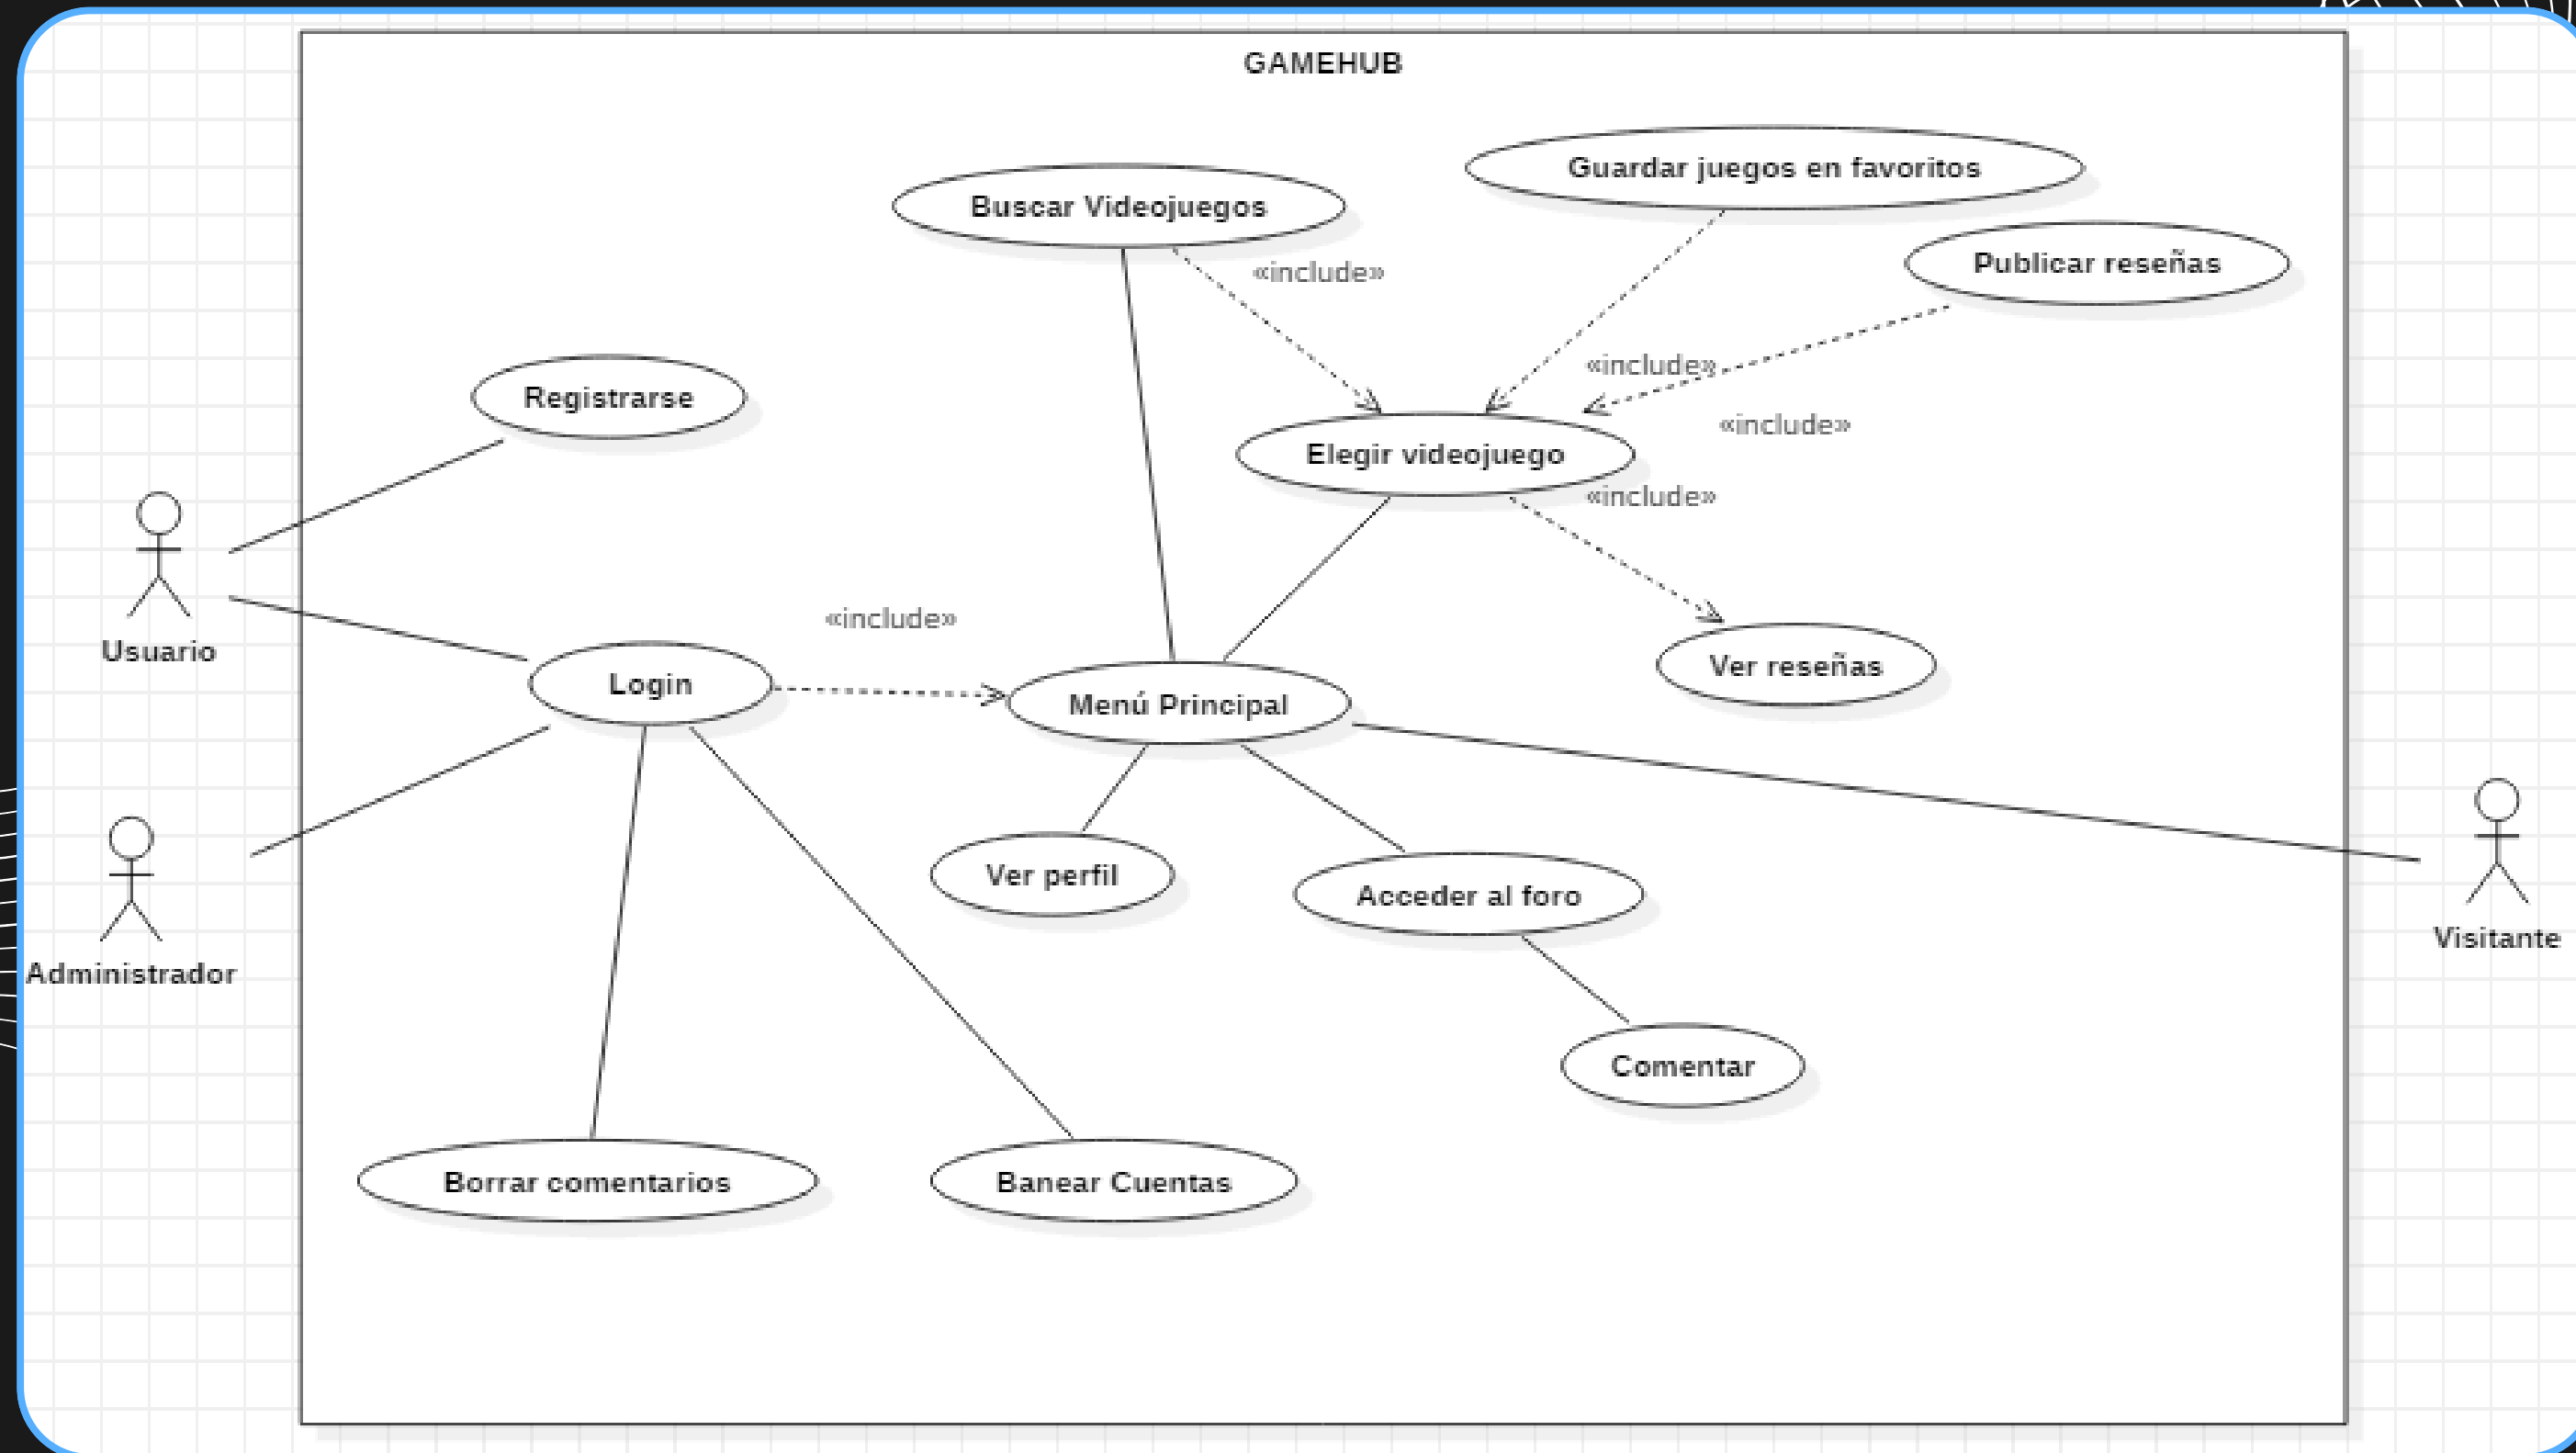 GAMEHUB
Guardar juegos en favoritos
Buscar Videojuegos
Publicar reseñas
«include»
«include»
Registrarse
«include»
Elegir videojuego
«include»
«include»
Usuario
Login
Menú Principal
Ver reseñas
Ver perfil
Acceder al foro
Visitante
Administrador
Comentar
Borrar comentarios
Banear Cuentas